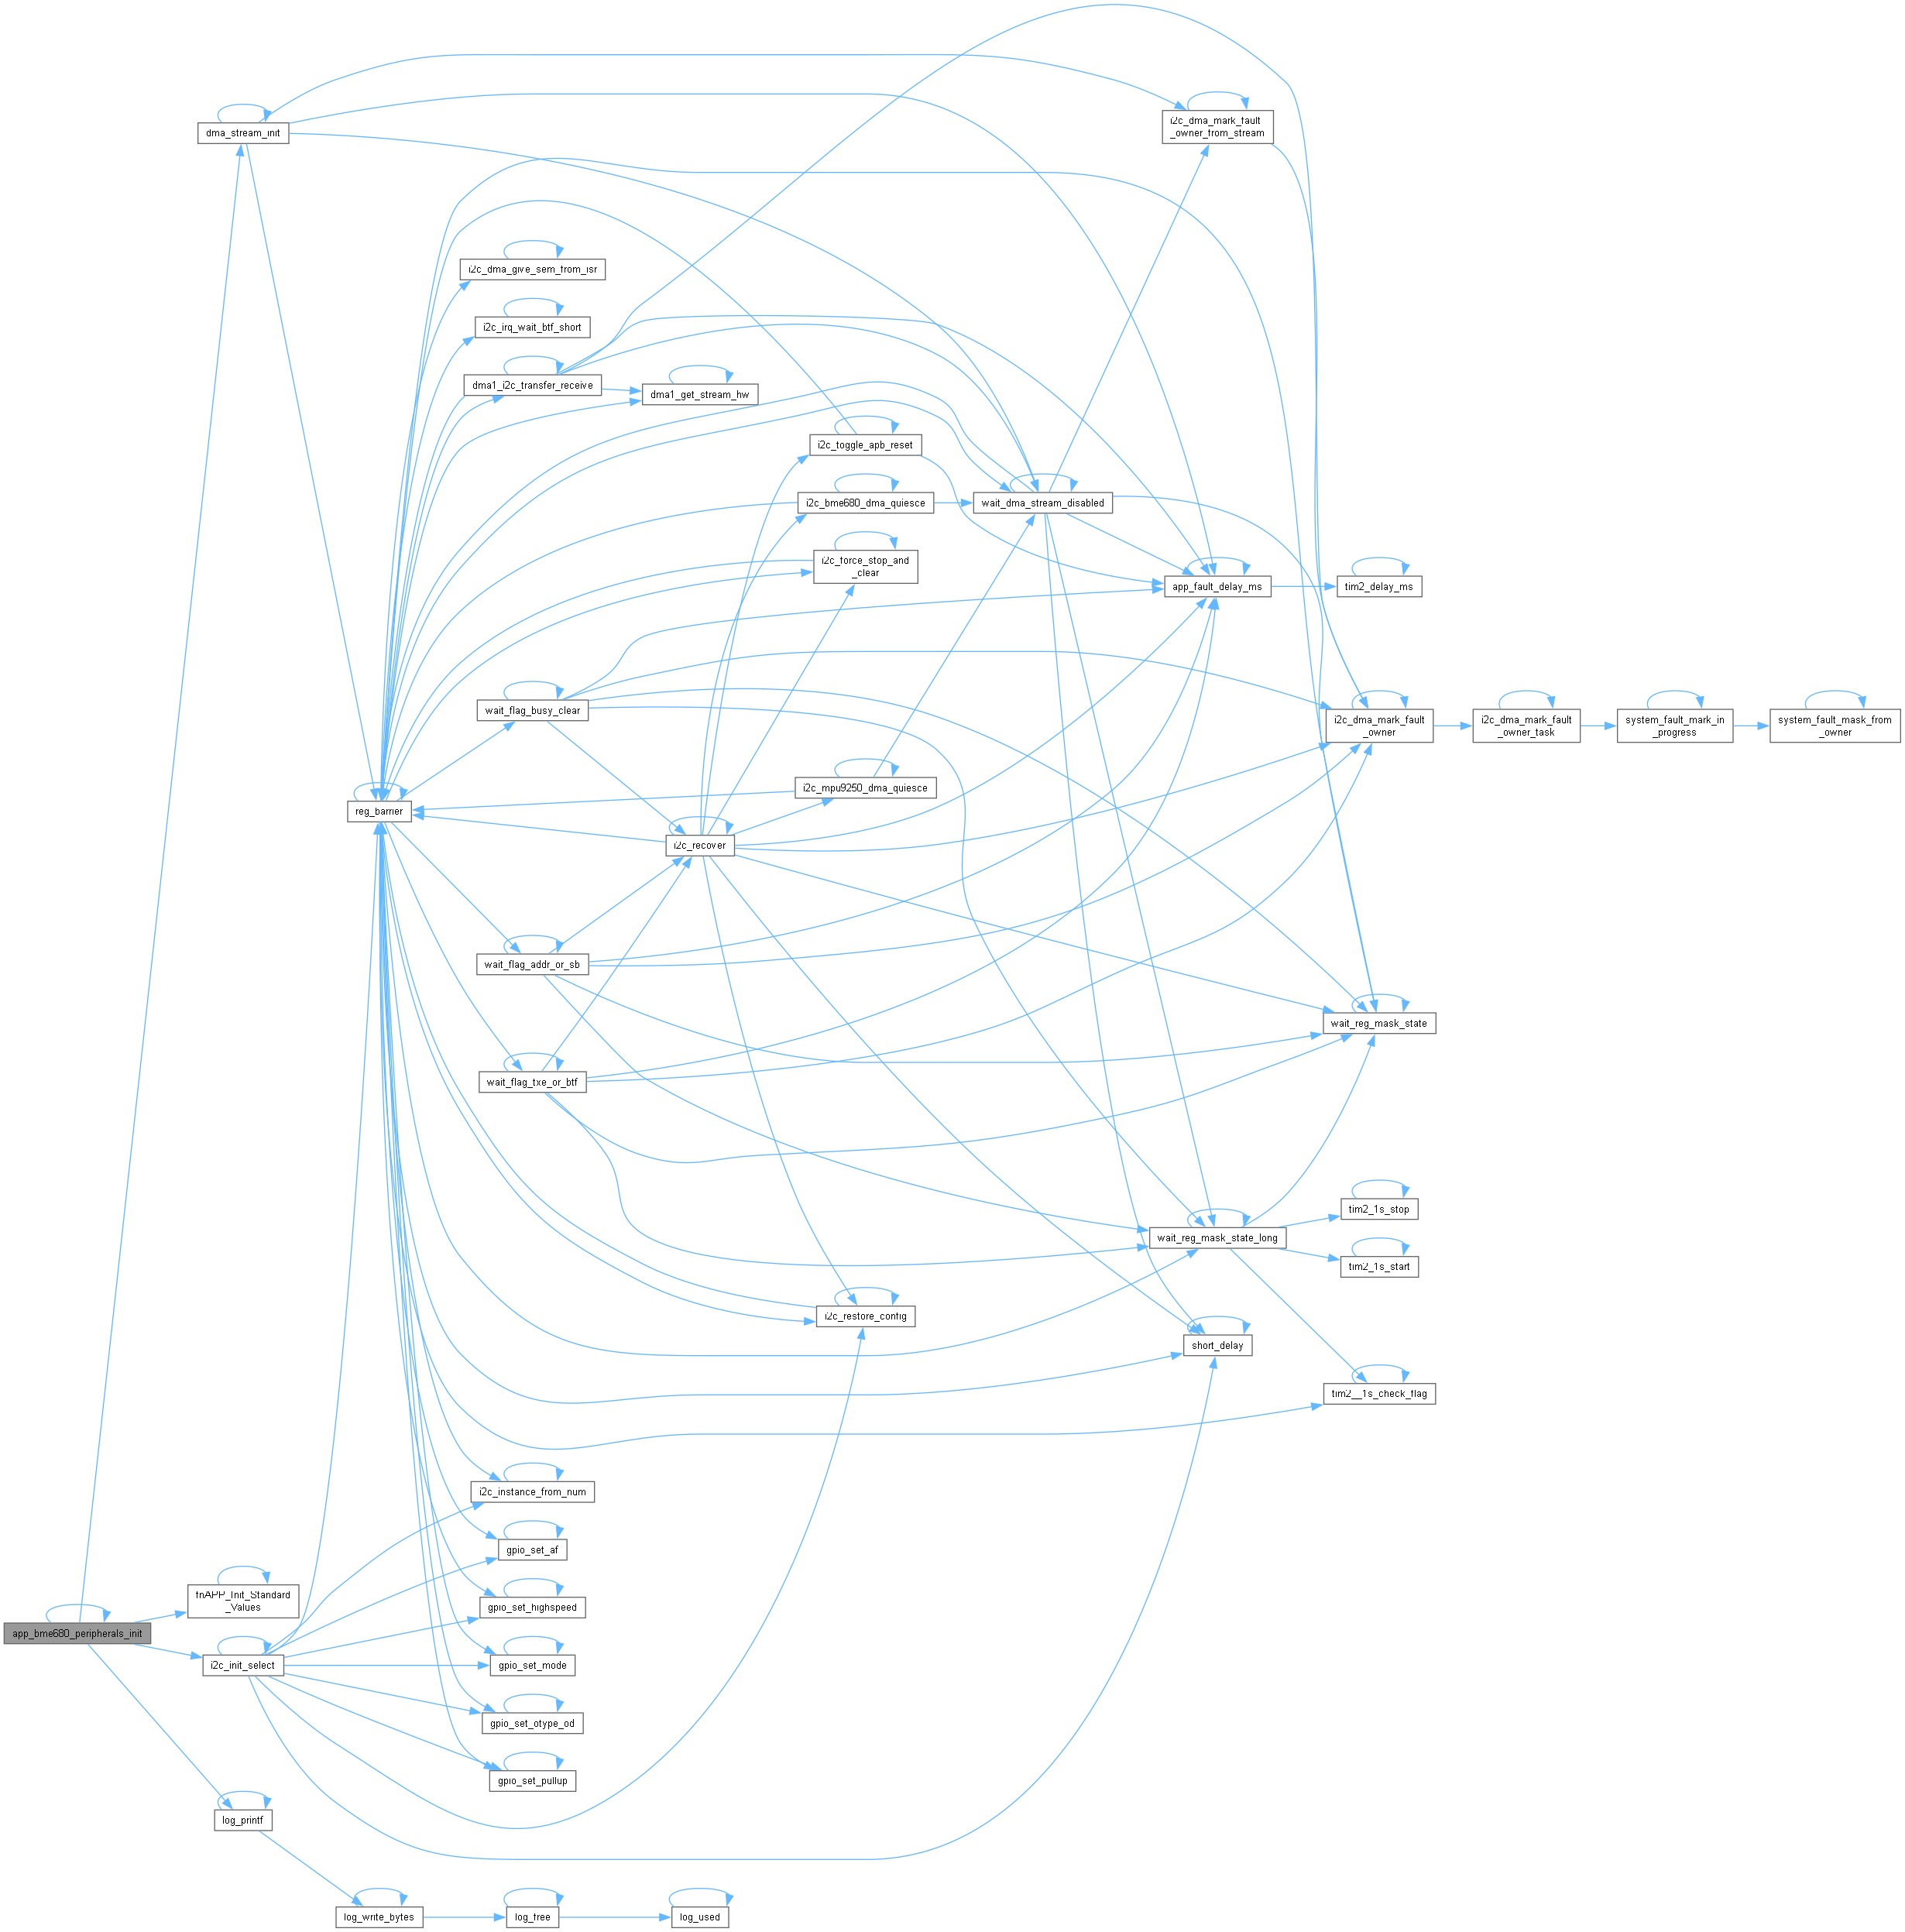 i2c_dma_mark_fault
_owner_from_stream
dma_stream_init
i2c_dma_give_sem_from_isr
i2c_irq_wait_btf_short
dma1_i2c_transfer_receive
dma1_get_stream_hw
i2c_toggle_apb_reset
i2c_bme680_dma_quiesce
wait_dma_stream_disabled
i2c_force_stop_and
_clear
app_fault_delay_ms
tim2_delay_ms
wait_flag_busy_clear
i2c_dma_mark_fault
_owner
i2c_dma_mark_fault
_owner_task
system_fault_mark_in
_progress
system_fault_mask_from
_owner
i2c_mpu9250_dma_quiesce
reg_barrier
i2c_recover
wait_flag_addr_or_sb
wait_reg_mask_state
wait_flag_txe_or_btf
tim2_1s_stop
wait_reg_mask_state_long
tim2_1s_start
i2c_restore_config
short_delay
tim2__1s_check_flag
i2c_instance_from_num
gpio_set_af
fnAPP_Init_Standard
_Values
gpio_set_highspeed
app_bme680_peripherals_init
i2c_init_select
gpio_set_mode
gpio_set_otype_od
gpio_set_pullup
log_printf
log_write_bytes
log_free
log_used